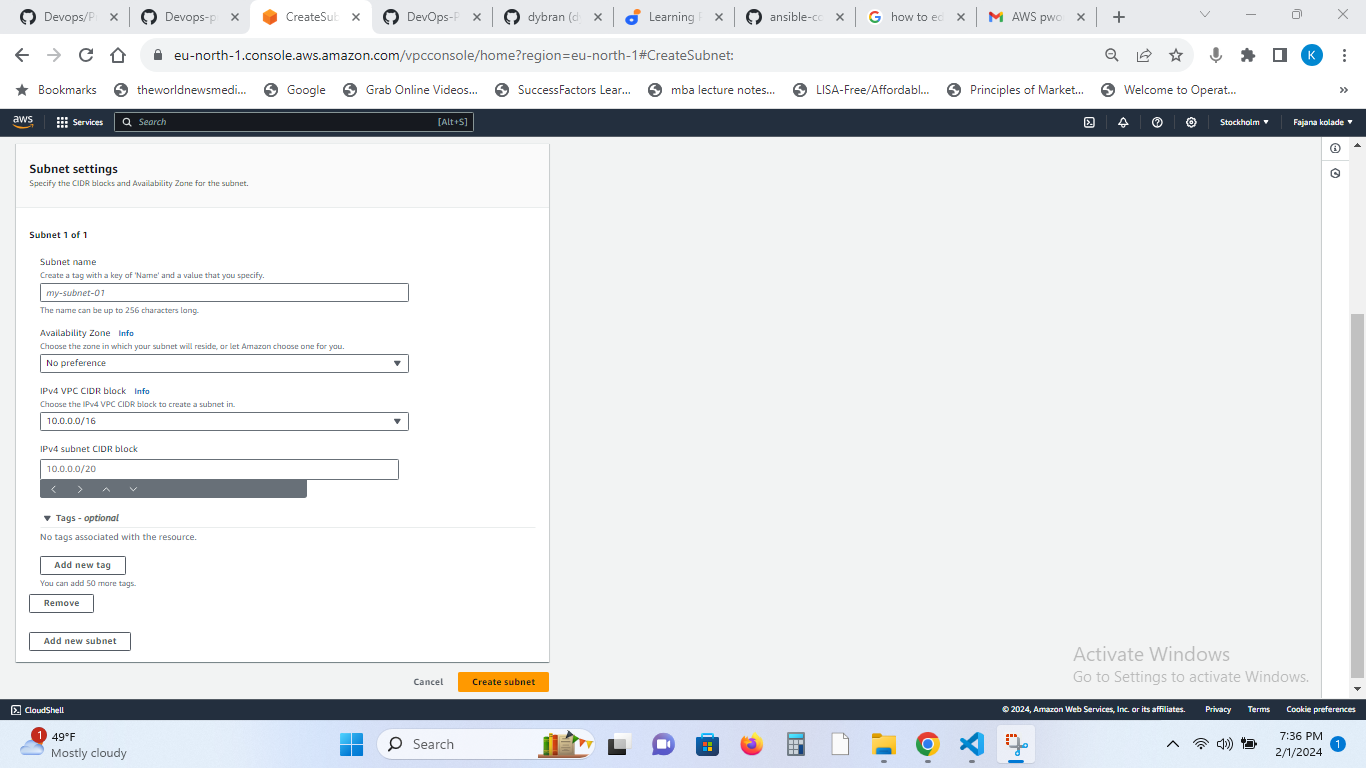 Devops/P
Devops-p
CreateSub
DevOps-P
dybran (d
Learning
ansible-co
how to ed
AWS pwo
eu-north-1.console.aws.amazon.com/vpcconsole/home?region=eu-north-1#CreateSubnet:
K
Bookmarks
theworldnewsmedi...
Google
Grab Online Videos...
SuccessFactors Lear...
mba lecture notes...
LISA-Free/Affordabl...
Principles of Market...
Welcome to Operat...
»
aws
Services
Search
[Alt+S]
Stockholm
Fajana kolade
Subnet settings
Specify the CIDR blocks and Availability Zone for the subnet.
Subnet 1 of 1
Subnet name
Create a tag with a key of 'Name' and a value that you specify.
my-subnet-01
The name can be up to 256 characters long.
Availability Zone Info
Choose the zone in which your subnet will reside, or let Amazon choose one for you.
No preference
IPv4 VPC CIDR block Info
Choose the IPv4 VPC CIDR block to create a subnet in.
10.0.0.0/16
IPv4 subnet CIDR block
10.0.0.0/20
Tags - optional
No tags associated with the resource.
Add new tag
You can add 50 more tags.
Remove
Add new subnet
Cancel
Create subnet
Activate Windows
Go to Settings to activate Windows.
CloudShell
© 2024, Amazon Web Services, Inc. or its affiliates.
Privacy
Terms
Cookie preferences
1
49°F
Mostly cloudy
Search
7:36 PM
2/1/2024
1